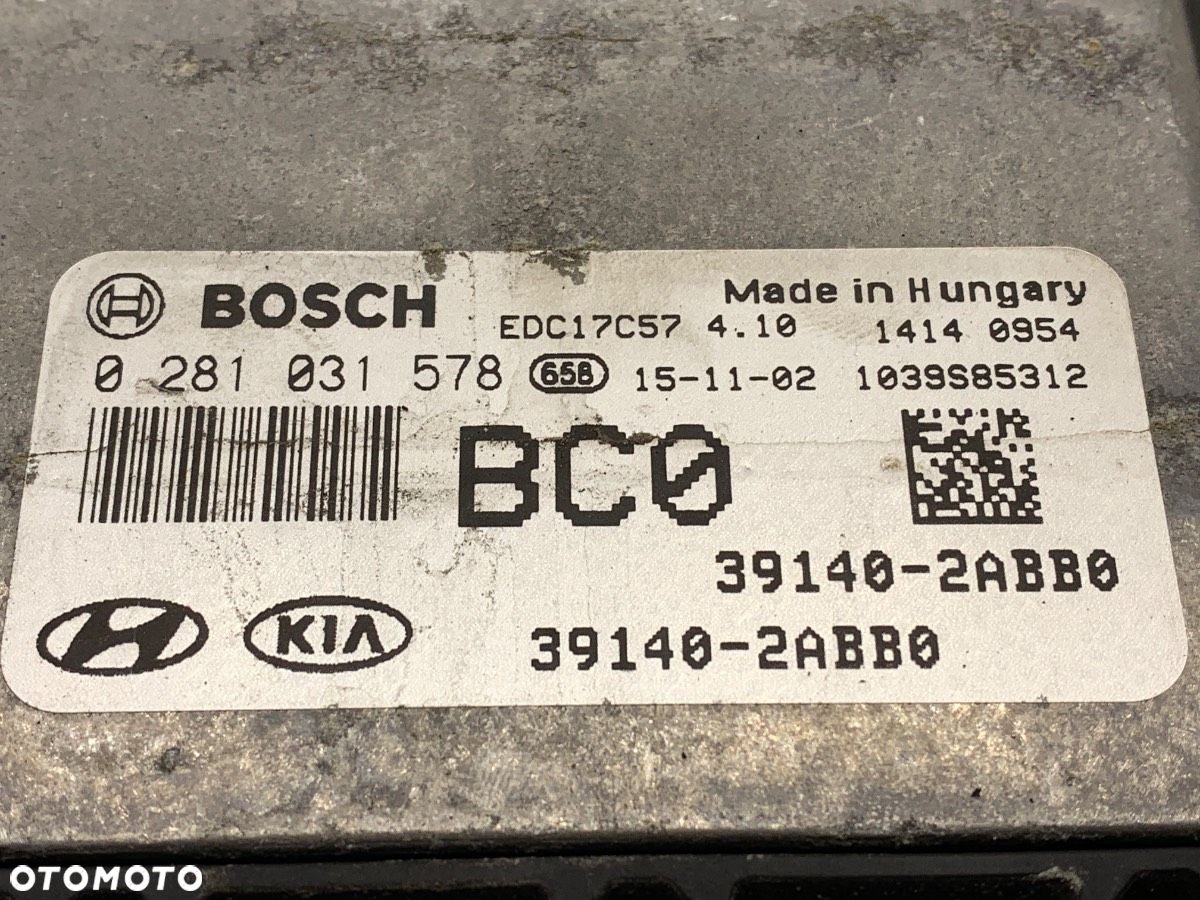 BOSCH
Made in Hungary
EDC17C57 4.10 1414 0954
0 281 031 578 658 15-11-02 1039S85312
BC0
39140-2ABB0
KIA 39140-2ABB0
OTOMOTO